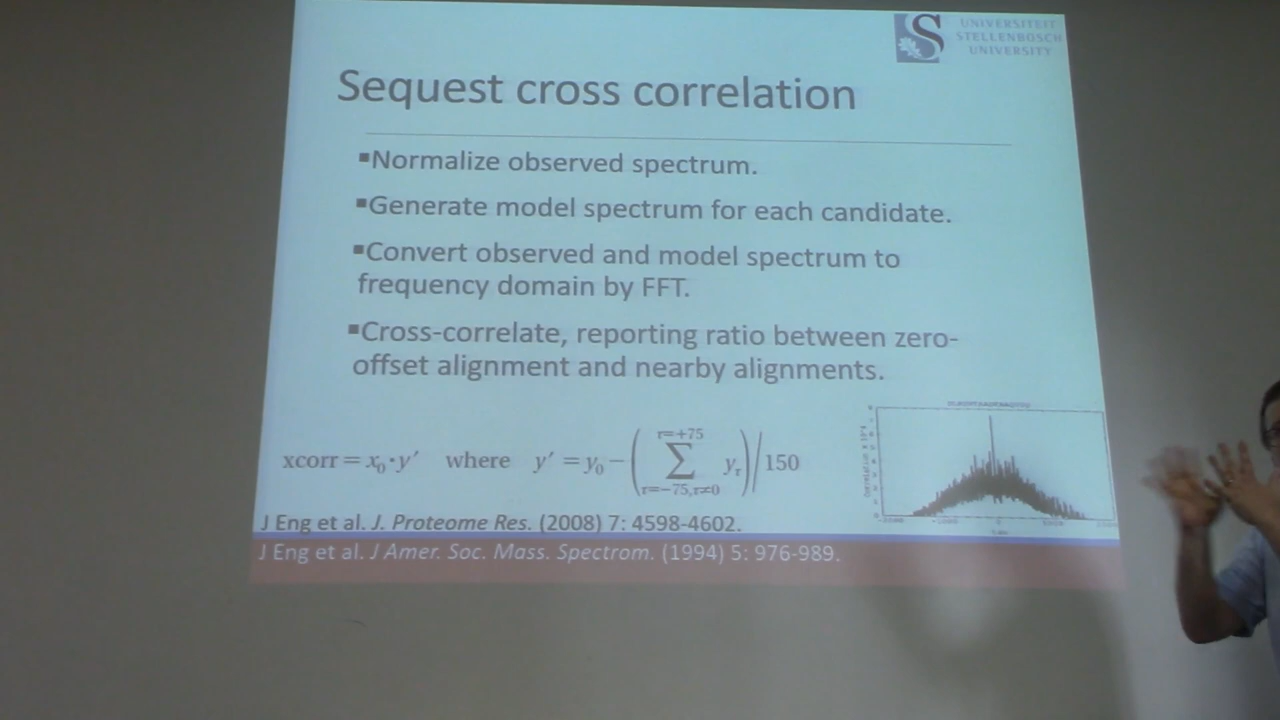 UNIVERSITEIT
STELLENBOSCH
UNIVERSITY
Sequest cross correlation
▪Normalize observed spectrum.
▪Generate model spectrum for each candidate.
▪Convert observed and model spectrum to
frequency domain by FFT.
▪Cross-correlate, reporting ratio between zero-
offset alignment and nearby alignments.
xcorr = x₀ · y′ where y′ = y₀ − ( τ=+75 ∑ τ=−75,τ≠0 yτ ) / 150
J Eng et al. J. Proteome Res. (2008) 7: 4598-4602.
J Eng et al. J Amer. Soc. Mass. Spectrom. (1994) 5: 976-989.